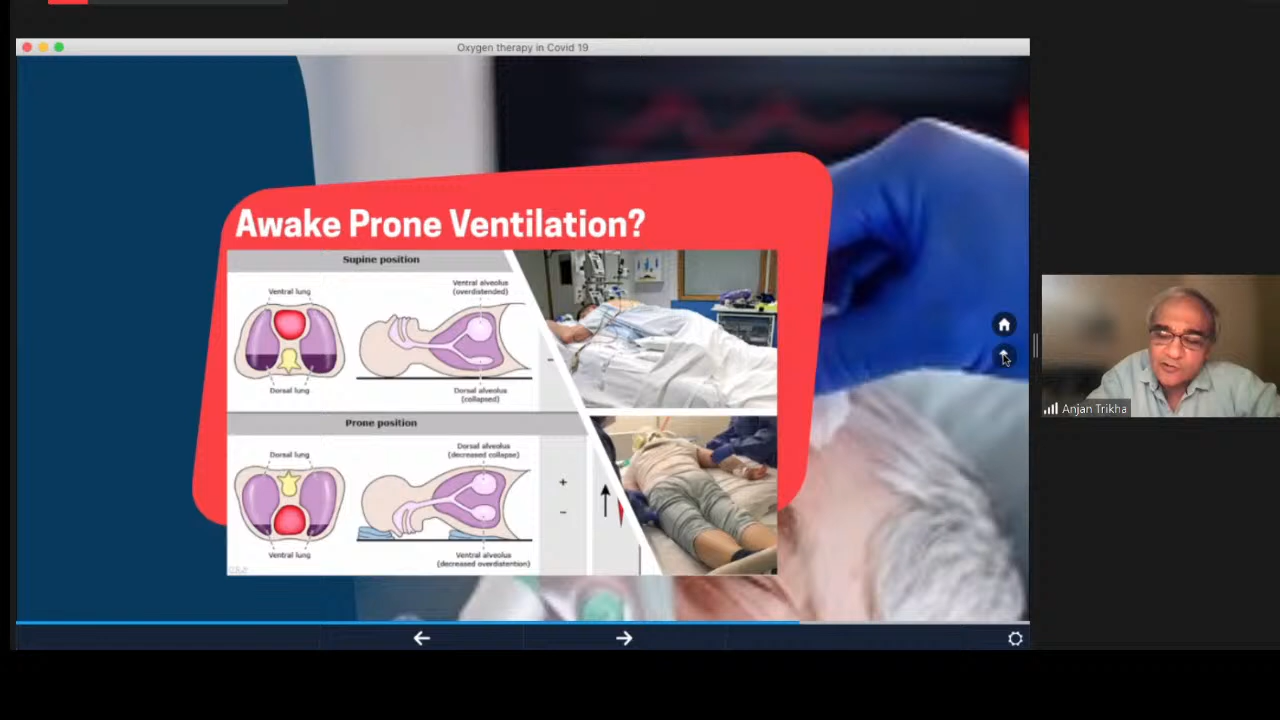 Oxygen therapy in Covid 19
Awake Prone Ventilation?
Supine position
Ventral lung
Ventral alveolus
(overdistended)
Dorsal lung
Dorsal alveolus
(collapsed)
-
Prone position
Dorsal lung
Dorsal alveolus
(decreased collapse)
+
-
Ventral lung
Ventral alveolus
(decreased overdistention)
Anjan Trikha